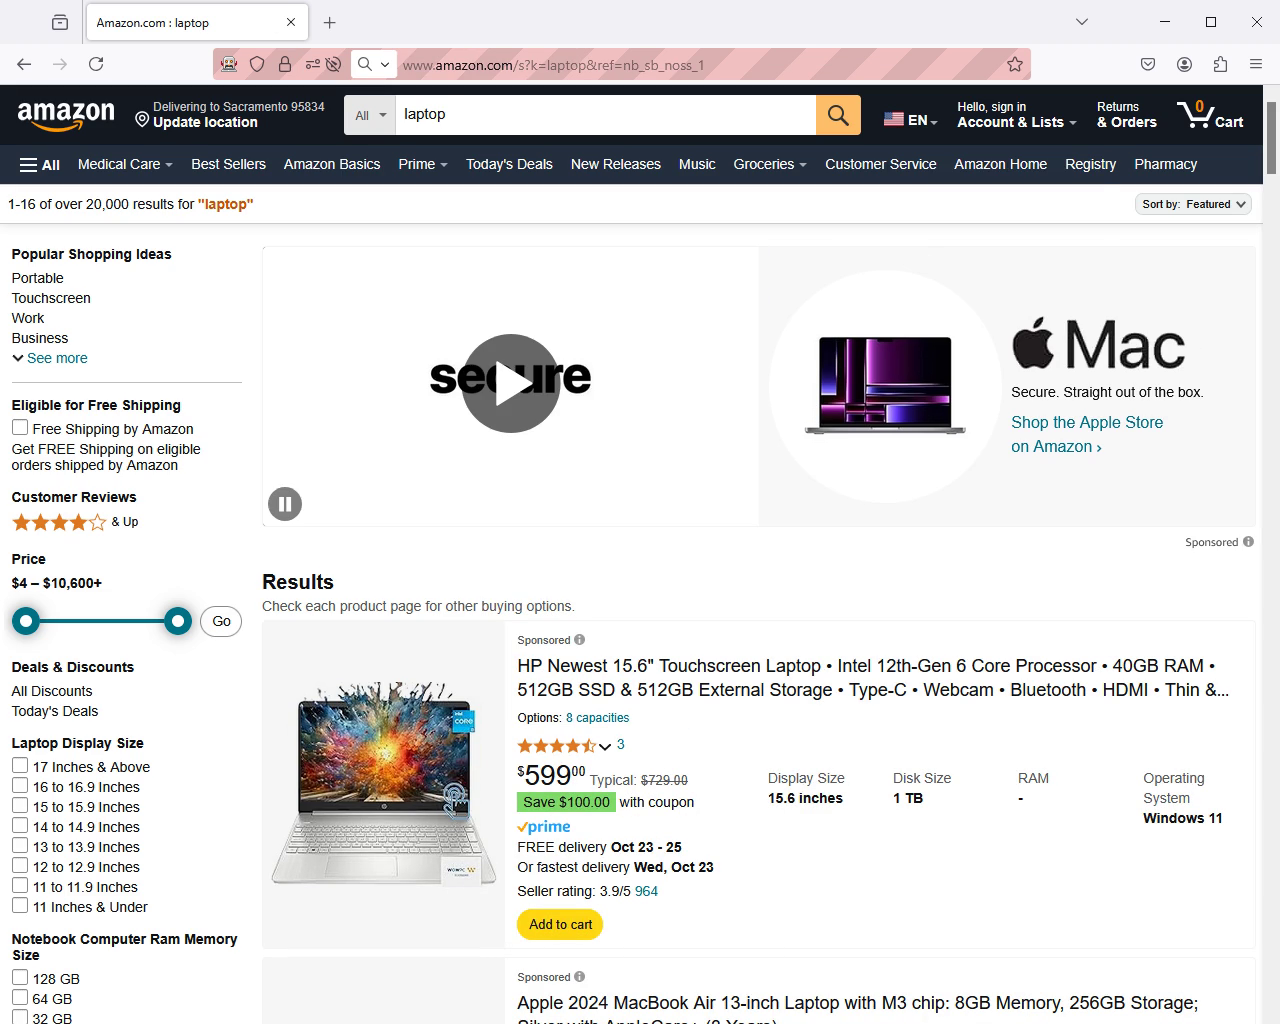 Amazon.com : laptop
www.amazon.com/s?k=laptop&ref=nb_sb_noss_1
amazon
Delivering to Sacramento 95834
Update location
All
laptop
EN
Hello, sign in
Account & Lists
Returns
& Orders
0
Cart
All
Medical Care
Best Sellers
Amazon Basics
Prime
Today's Deals
New Releases
Music
Groceries
Customer Service
Amazon Home
Registry
Pharmacy
1-16 of over 20,000 results for "laptop"
Sort by: Featured
Popular Shopping Ideas
Portable
Touchscreen
Work
Business
See more
Eligible for Free Shipping
Free Shipping by Amazon
Get FREE Shipping on eligible
orders shipped by Amazon
Customer Reviews
& Up
Price
$4 – $10,600+
Go
Deals & Discounts
All Discounts
Today's Deals
Laptop Display Size
17 Inches & Above
16 to 16.9 Inches
15 to 15.9 Inches
14 to 14.9 Inches
13 to 13.9 Inches
12 to 12.9 Inches
11 to 11.9 Inches
11 Inches & Under
Notebook Computer Ram Memory
Size
128 GB
64 GB
32 GB
secure
Mac
Secure. Straight out of the box.
Shop the Apple Store
on Amazon ›
Sponsored
Results
Check each product page for other buying options.
Sponsored
HP Newest 15.6" Touchscreen Laptop • Intel 12th-Gen 6 Core Processor • 40GB RAM •
512GB SSD & 512GB External Storage • Type-C • Webcam • Bluetooth • HDMI • Thin &...
Options: 8 capacities
3
$599.00 Typical: $729.00
Save $100.00 with coupon
prime
FREE delivery Oct 23 - 25
Or fastest delivery Wed, Oct 23
Seller rating: 3.9/5 964
Add to cart
Display Size
15.6 inches
Disk Size
1 TB
RAM
-
Operating
System
Windows 11
Sponsored
Apple 2024 MacBook Air 13-inch Laptop with M3 chip: 8GB Memory, 256GB Storage;
Silver with AppleCare+ (3 Years)